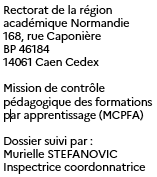 Rectorat de la région
académique Normandie
168, rue Caponière
BP 46184
14061 Caen Cedex
Mission de contrôle
pédagogique des formations
par apprentissage (MCPFA)
Dossier suivi par :
Murielle STEFANOVIC
Inspectrice coordonnatrice